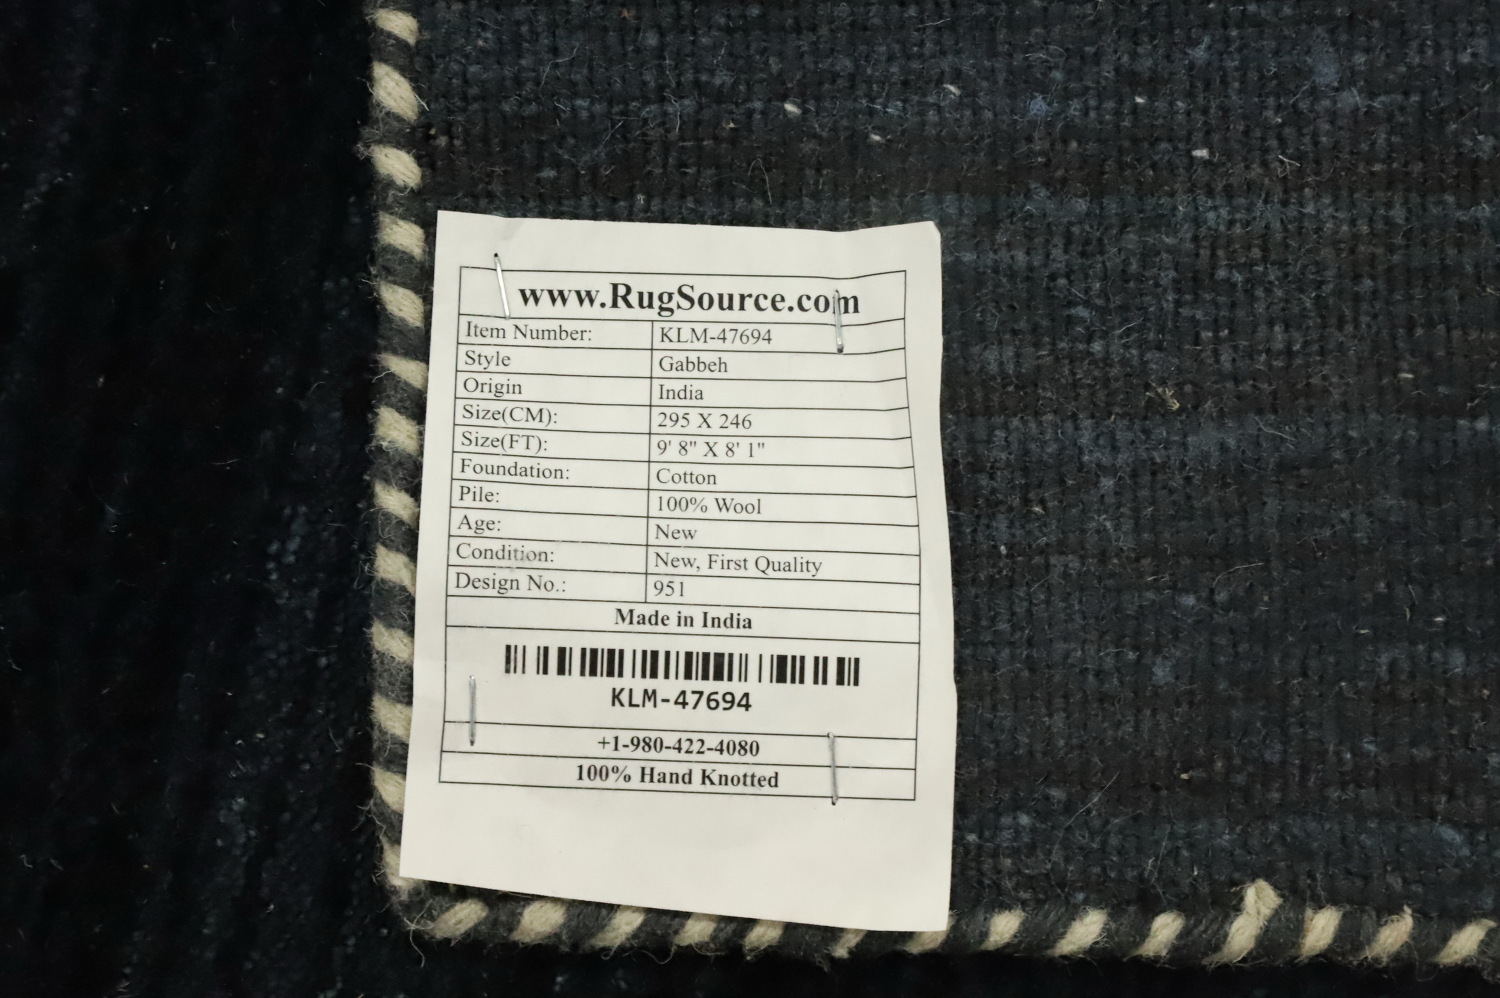 www.RugSource.com
Item Number: KLM-47694
Style Gabbeh
Origin India
Size(CM): 295 X 246
Size(FT): 9' 8" X 8' 1"
Foundation: Cotton
Pile: 100% Wool
Age: New
Condition: New, First Quality
Design No.: 951
Made in India
KLM-47694
+1-980-422-4080
100% Hand Knotted